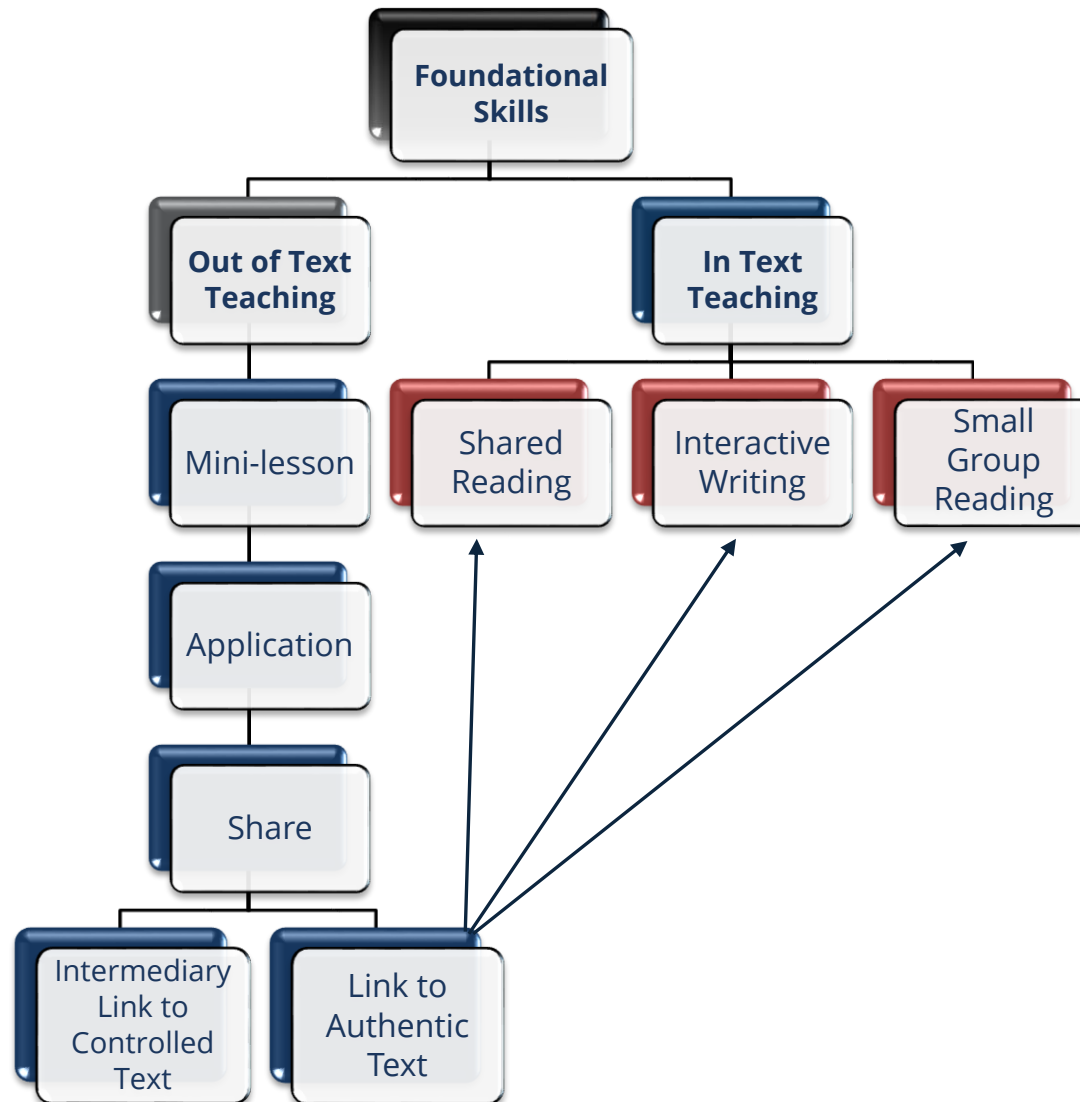 Foundational
Skills
Out of Text
Teaching
In Text
Teaching
Mini-lesson
Shared
Reading
Interactive
Writing
Small
Group
Reading
Application
Share
Intermediary
Link to
Controlled
Text
Link to
Authentic
Text